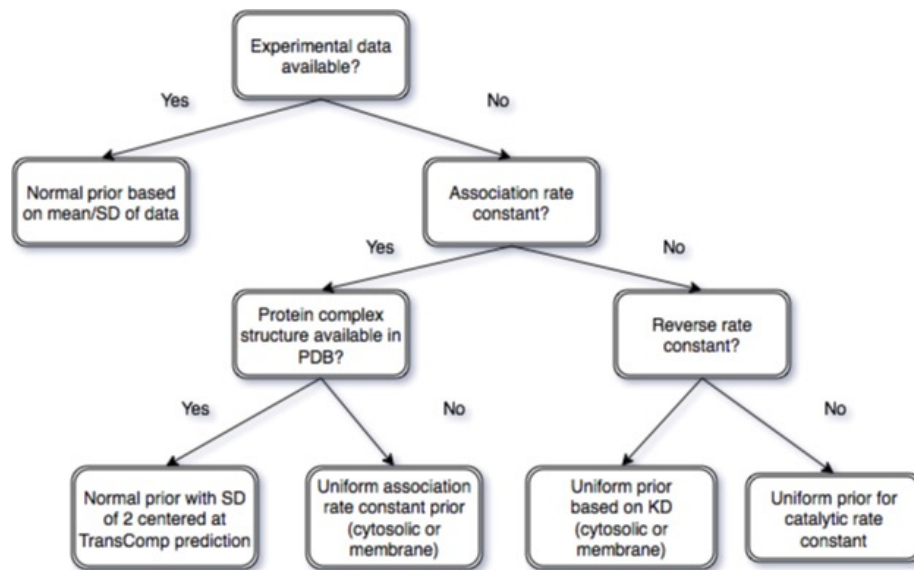 Experimental data
available?
Yes
No
Normal prior based
on mean/SD of data
Association rate
constant?
Yes
No
Protein complex
structure available in
PDB?
Reverse rate
constant?
Yes
No
No
Normal prior with SD
of 2 centered at
TransComp prediction
Uniform association
rate constant prior
(cytosolic or
membrane)
Uniform prior
based on KD
(cytosolic or
membrane)
Uniform prior for
catalytic rate
constant